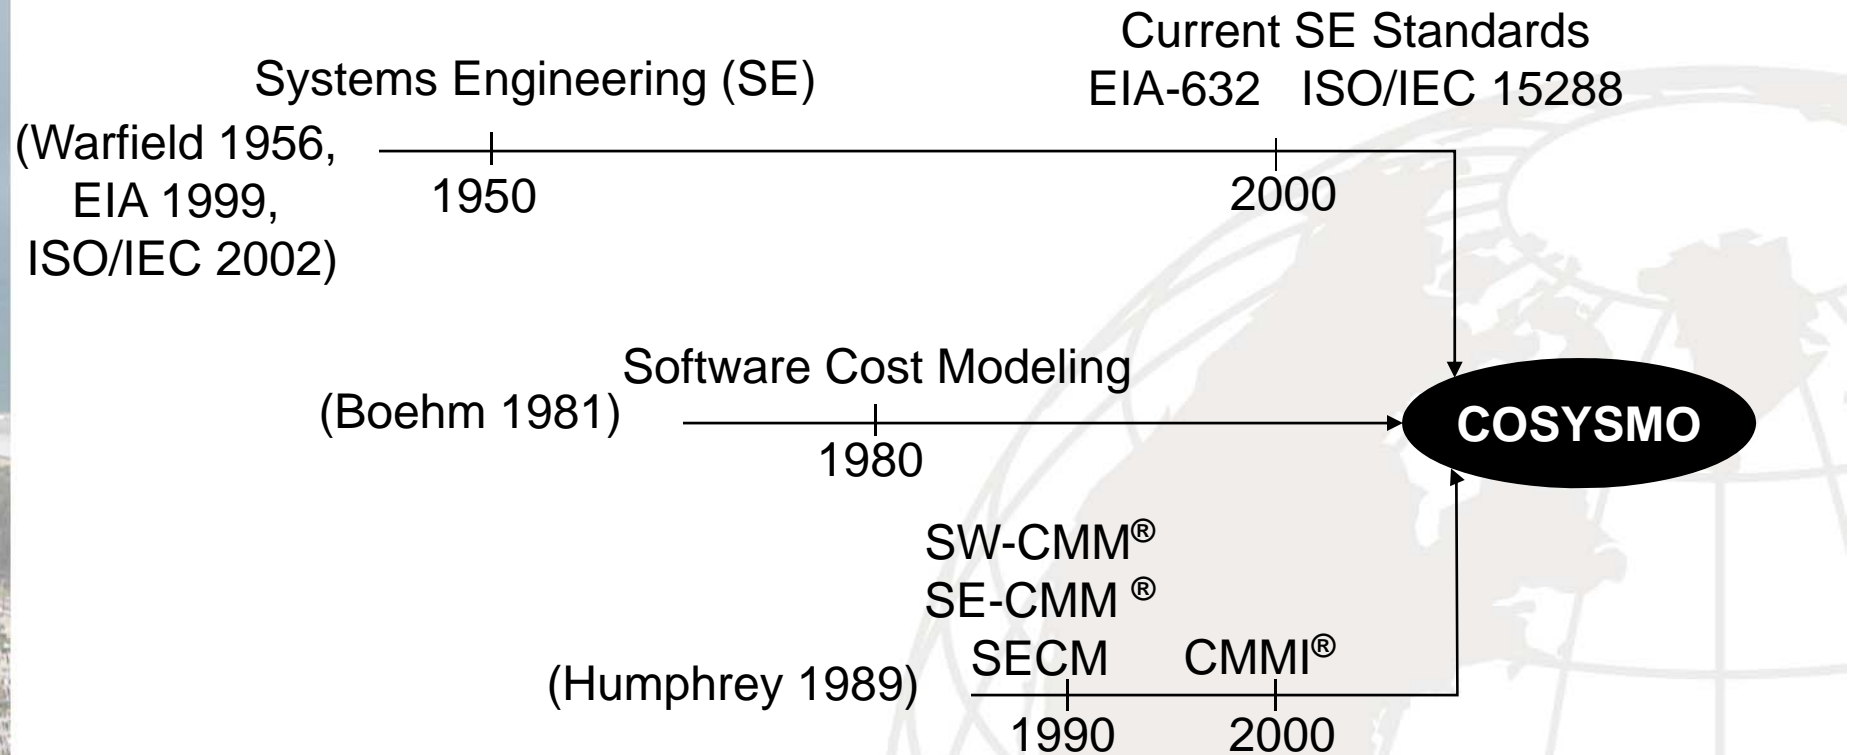 Current SE Standards
Systems Engineering (SE)
EIA-632 ISO/IEC 15288
(Warfield 1956,
EIA 1999,
ISO/IEC 2002)
1950
2000
Software Cost Modeling
(Boehm 1981)
1980
COSYSMO
SW-CMM®
SE-CMM ®
SECM
CMMI®
(Humphrey 1989)
1990
2000